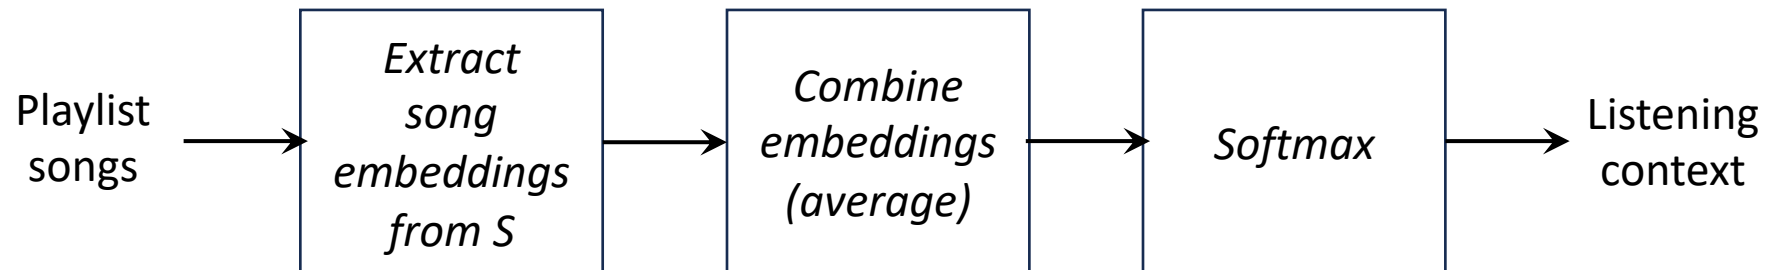 Playlist
songs
Extract
song
embeddings
from S
Combine
embeddings
(average)
Softmax
Listening
context